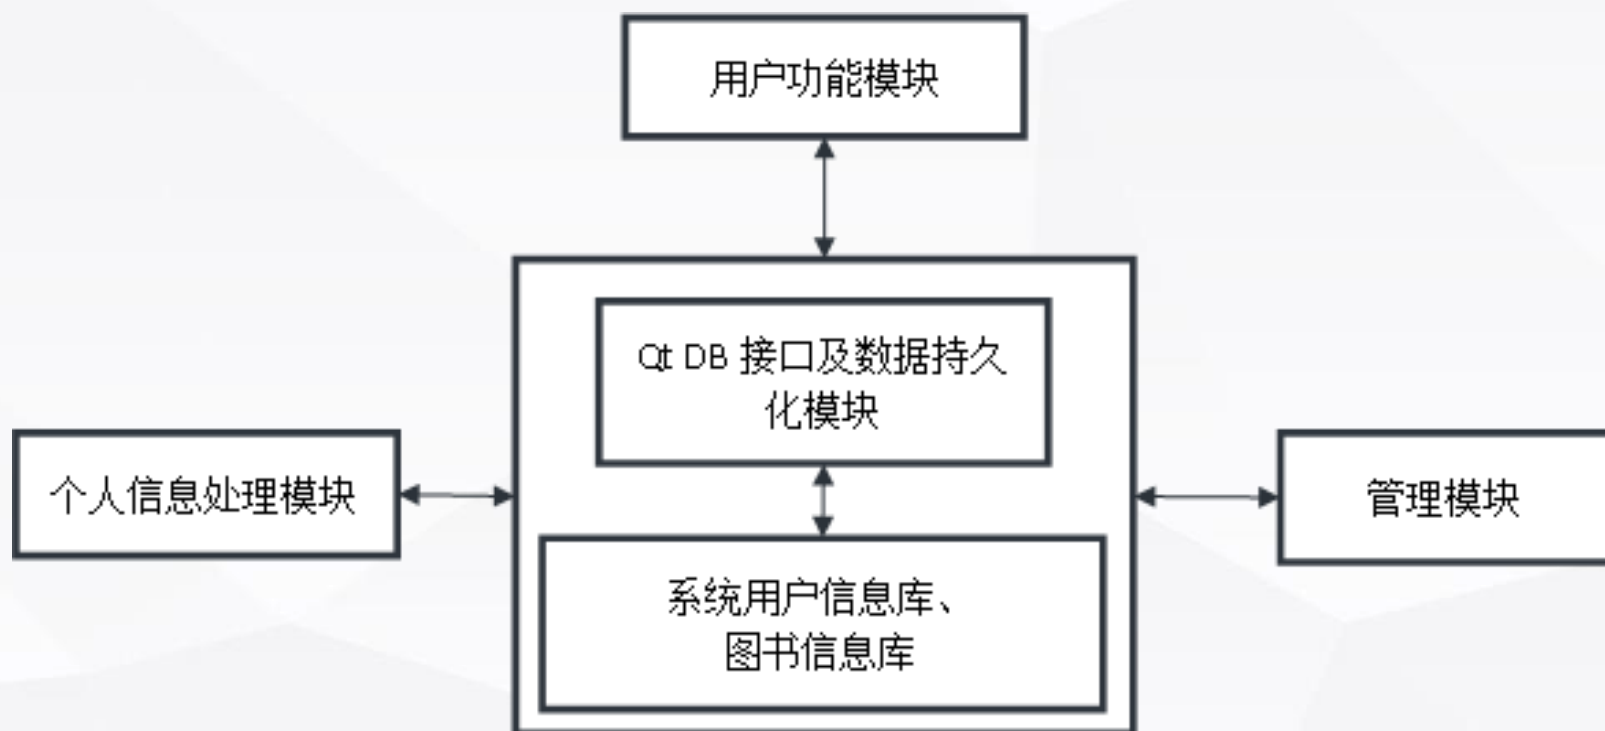 用户功能模块
Qt DB 接口及数据持久
化模块
个人信息处理模块
管理模块
系统用户信息库、
图书信息库